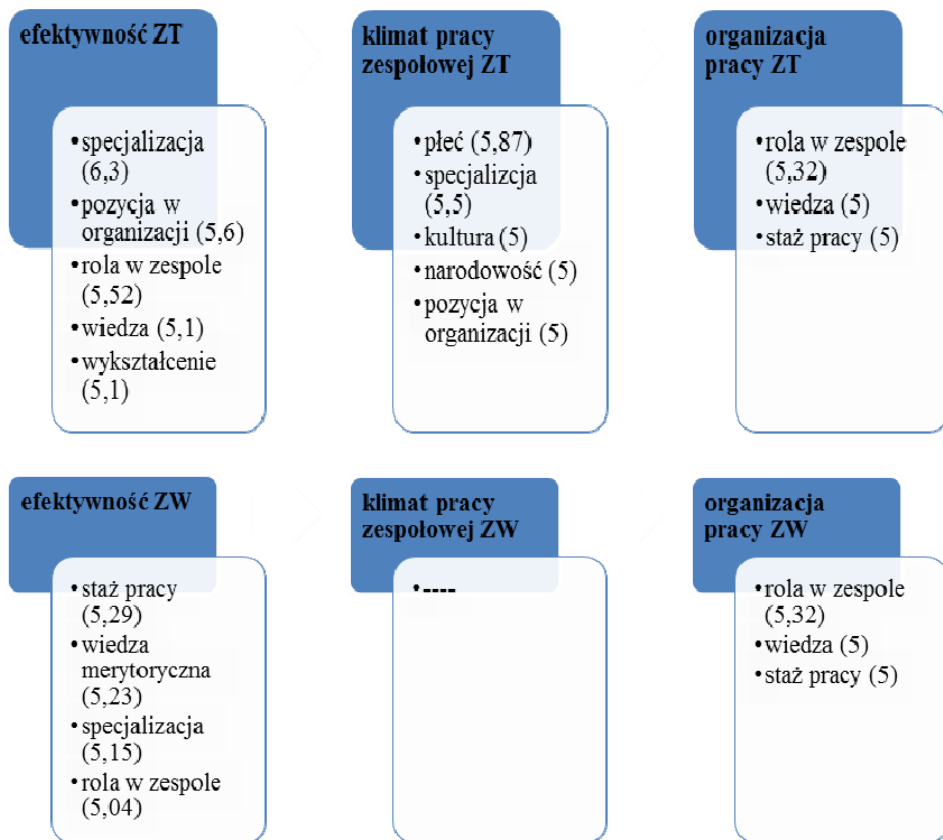 efektywność ZT
• specjalizacja
(6,3)
• pozycja w
organizacji (5,6)
• rola w zespole
(5,52)
• wiedza (5,1)
• wykształcenie
(5,1)
klimat pracy
zespołowej ZT
• płeć (5,87)
• specjalizcja
(5,5)
• kultura (5)
• narodowość (5)
• pozycja w
organizacji (5)
organizacja
pracy ZT
• rola w zespole
(5,32)
• wiedza (5)
• staż pracy (5)
efektywność ZW
• staż pracy
(5,29)
• wiedza
merytoryczna
(5,23)
• specjalizacja
(5,15)
• rola w zespole
(5,04)
klimat pracy
zespołowej ZW
• ----
organizacja
pracy ZW
• rola w zespole
(5,32)
• wiedza (5)
• staż pracy (5)